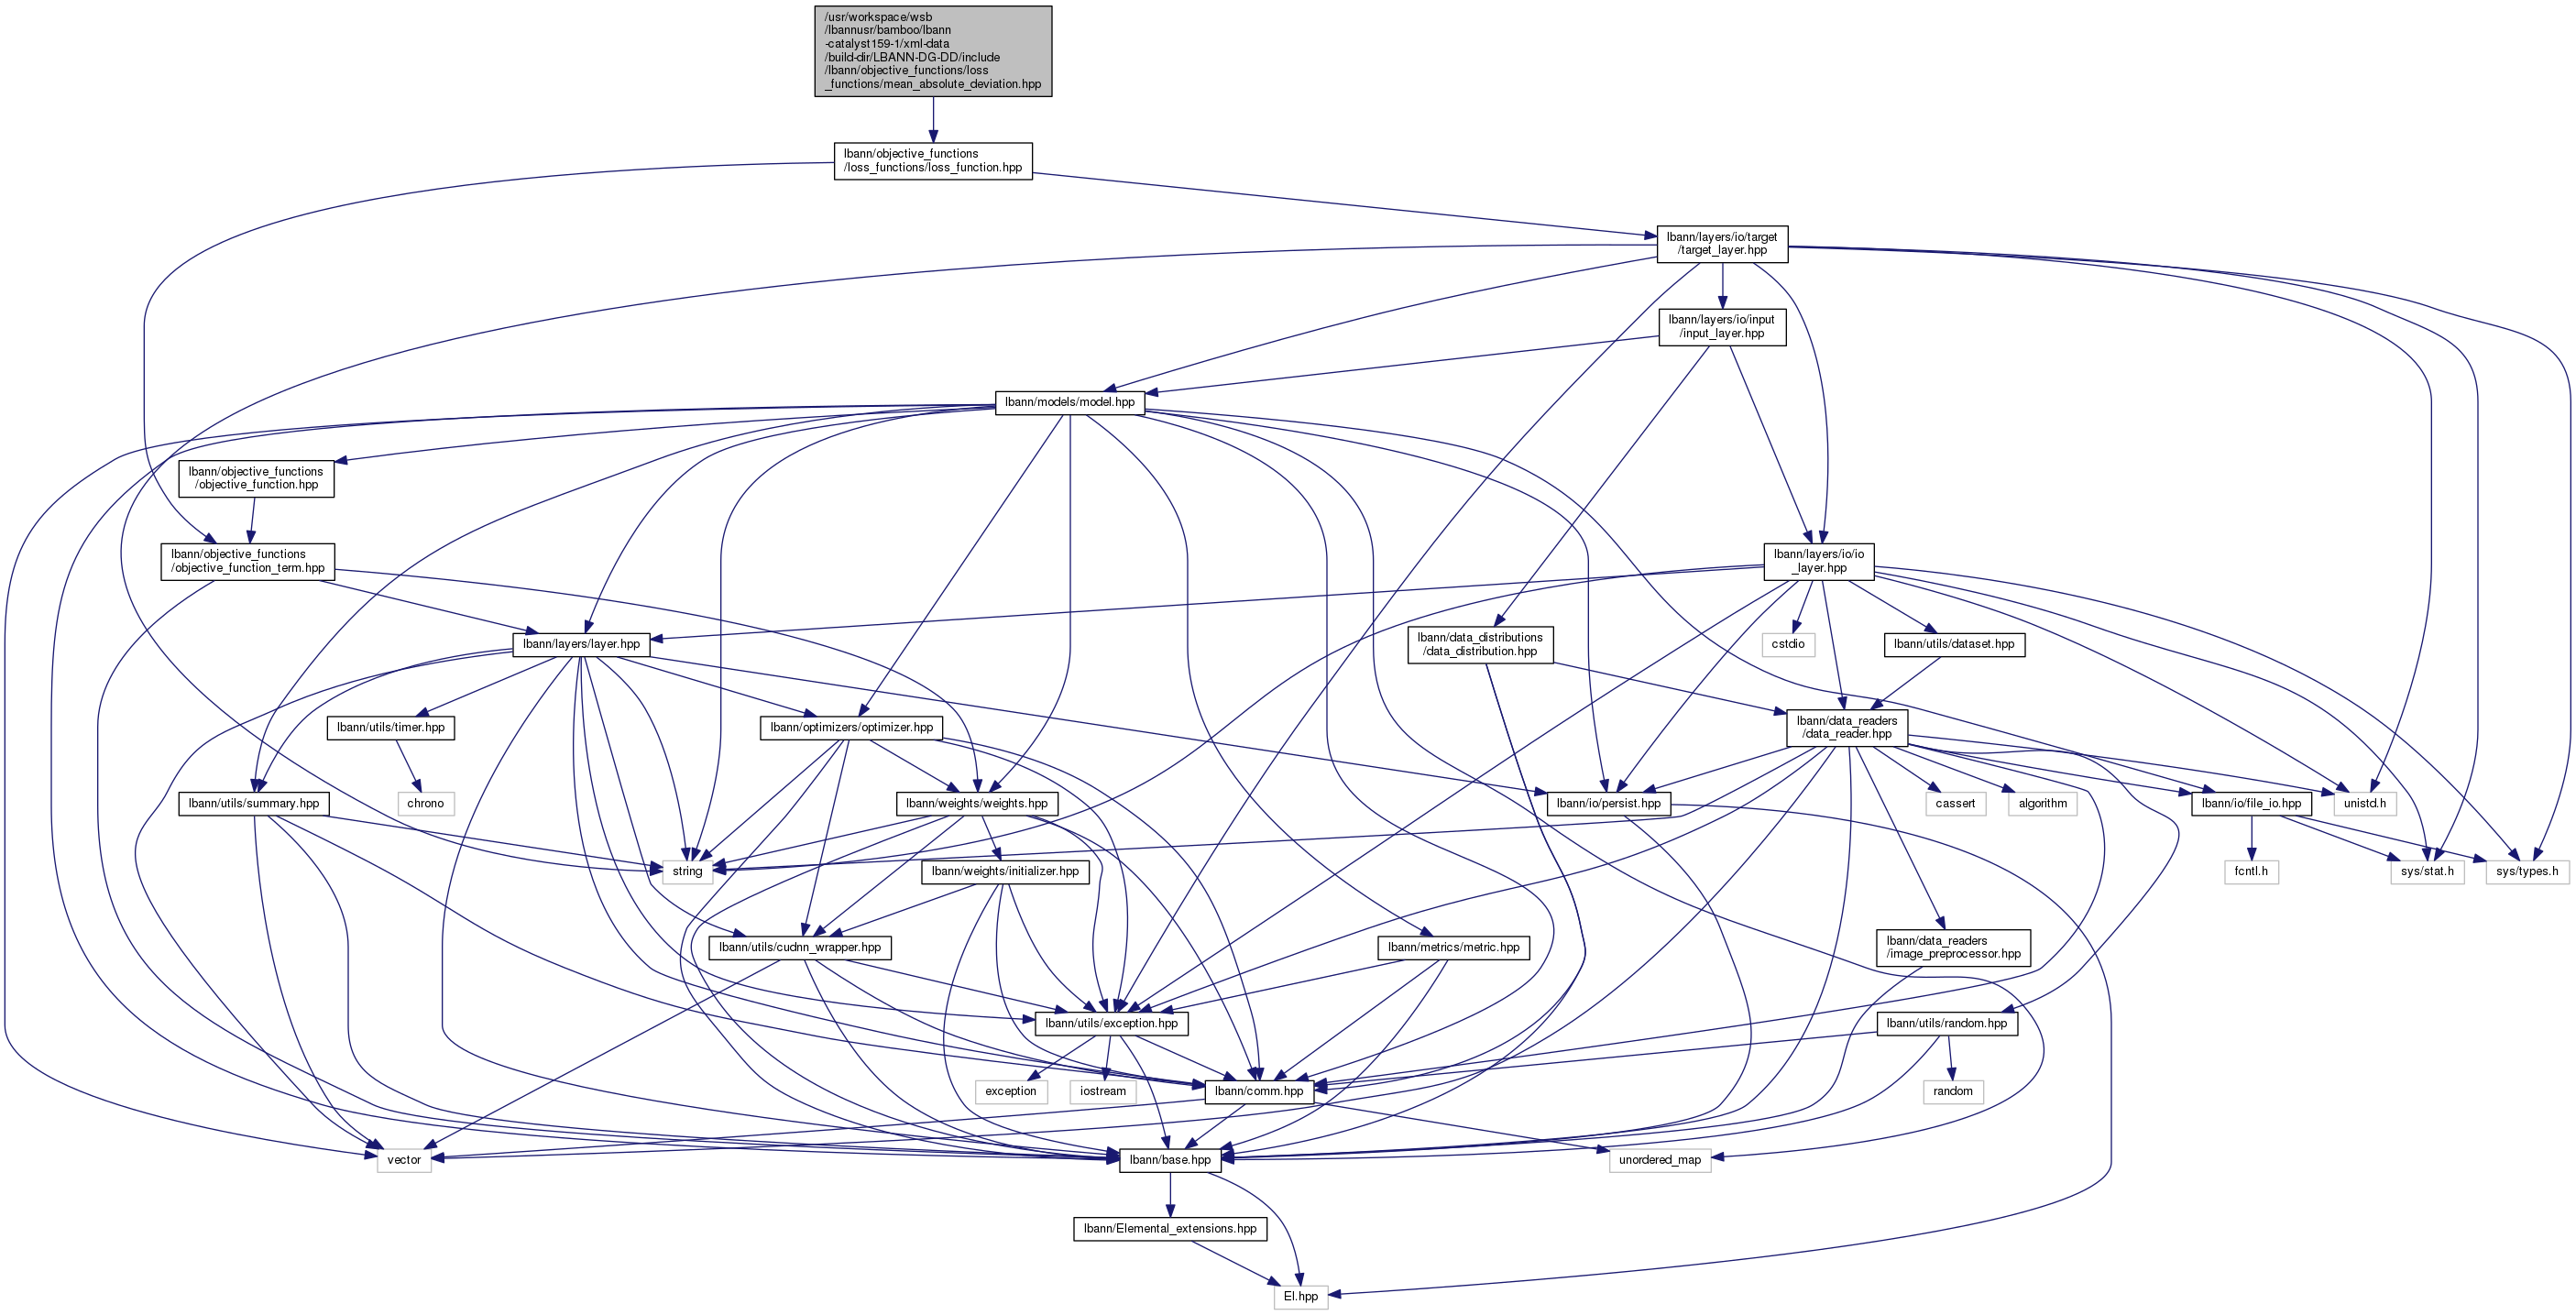 /usr/workspace/wsb
/lbannusr/bamboo/lbann
-catalyst159-1/xml-data
/build-dir/LBANN-DG-DD/include
/lbann/objective_functions/loss
_functions/mean_absolute_deviation.hpp
lbann/objective_functions
/loss_functions/loss_function.hpp
lbann/layers/io/target
/target_layer.hpp
lbann/layers/io/input
/input_layer.hpp
lbann/models/model.hpp
lbann/objective_functions
/objective_function.hpp
lbann/objective_functions
/objective_function_term.hpp
lbann/layers/io/io
_layer.hpp
lbann/layers/layer.hpp
lbann/data_distributions
/data_distribution.hpp
cstdio
lbann/utils/dataset.hpp
lbann/utils/timer.hpp
lbann/optimizers/optimizer.hpp
lbann/data_readers
/data_reader.hpp
lbann/utils/summary.hpp
chrono
lbann/weights/weights.hpp
lbann/io/persist.hpp
cassert
algorithm
lbann/io/file_io.hpp
unistd.h
string
lbann/weights/initializer.hpp
fcntl.h
sys/stat.h
sys/types.h
lbann/utils/cudnn_wrapper.hpp
lbann/metrics/metric.hpp
lbann/data_readers
/image_preprocessor.hpp
lbann/utils/exception.hpp
lbann/utils/random.hpp
exception
iostream
lbann/comm.hpp
random
vector
lbann/base.hpp
unordered_map
lbann/Elemental_extensions.hpp
El.hpp